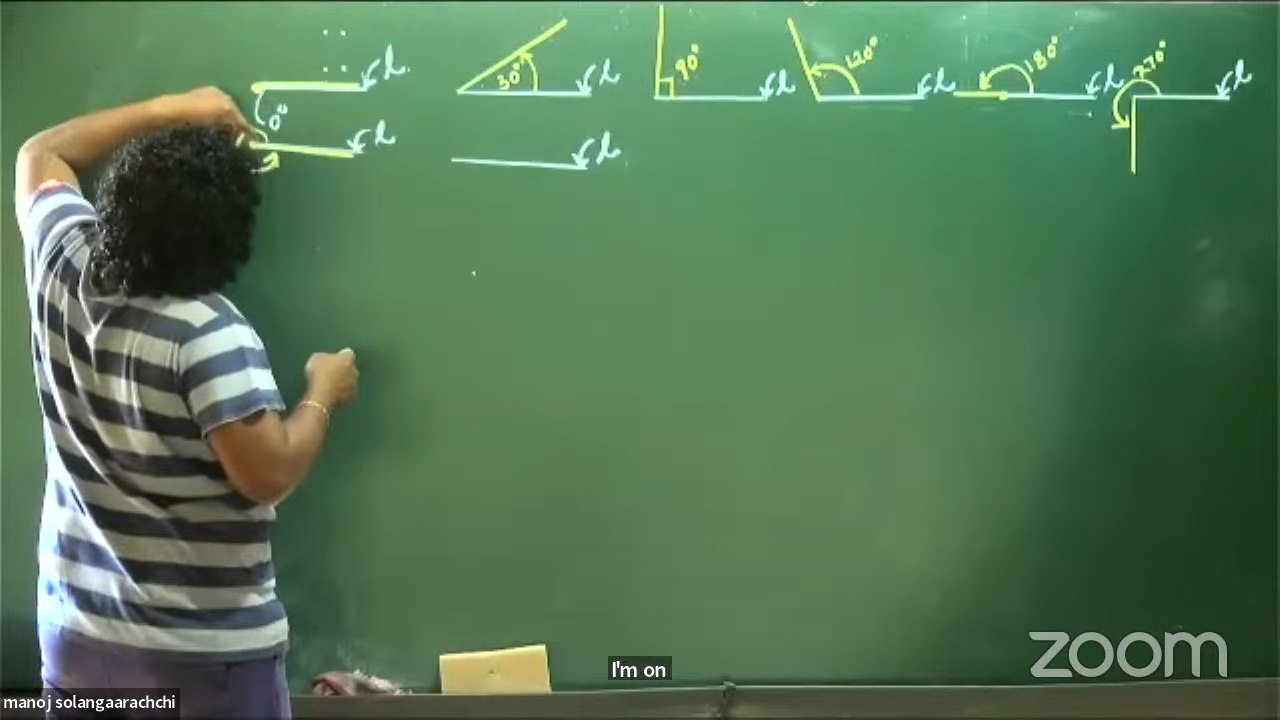 0° l
30° l
90° l
120° l
180° l
270° l
l
l
I'm on
zoom
manoj solangaarachchi